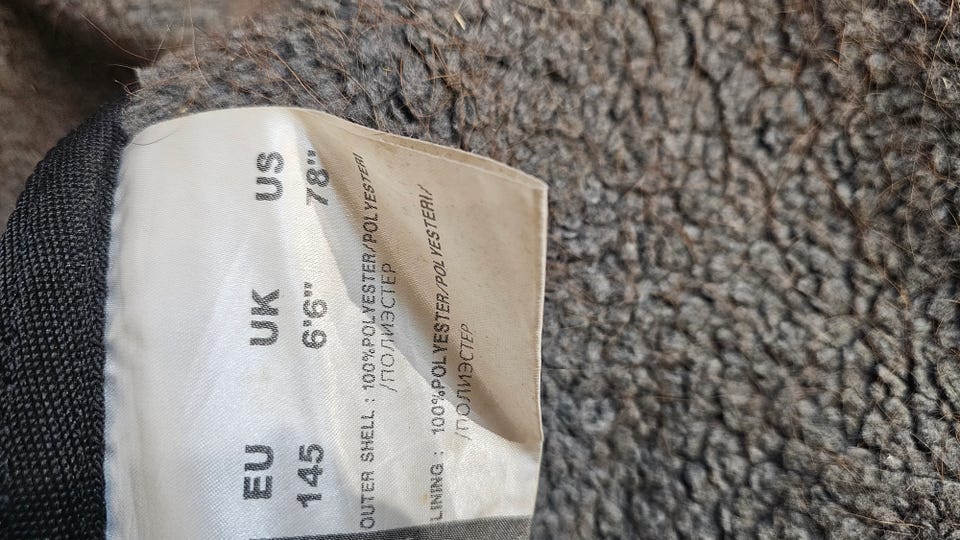 EU UK US
145 6'6" 78"
OUTER SHELL : 100%POLYESTER/POLYESTERI
/ПОЛИЭСТЕР
LINING : 100%POLYESTER/POLYESTERI/
/ПОЛИЭСТЕР